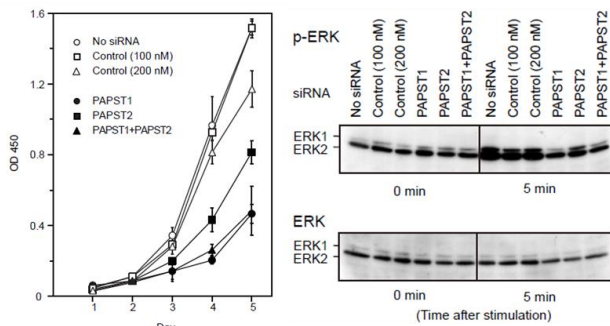 1.6
1.2
0.8
0.4
0
OD 450
No siRNA
Control (100 nM)
Control (200 nM)
PAPST1
PAPST2
PAPST1+PAPST2
1 2 3 4 5
p-ERK
siRNA
No siRNA
Control (100 nM)
Control (200 nM)
PAPST1
PAPST2
PAPST1+PAPST2
No siRNA
Control (100 nM)
Control (200 nM)
PAPST1
PAPST2
PAPST1+PAPST2
ERK1
ERK2
0 min 5 min
ERK
ERK1
ERK2
0 min 5 min
(Time after stimulation)